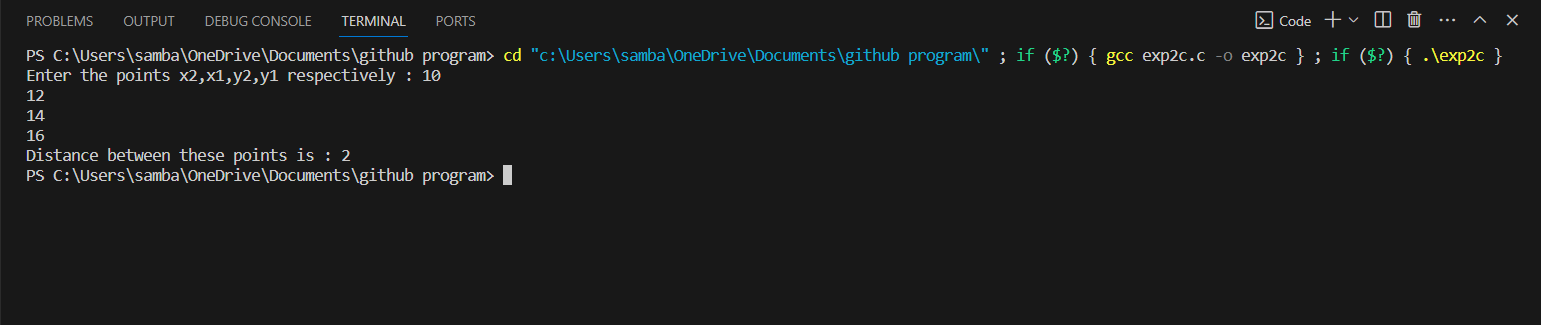 PROBLEMS OUTPUT DEBUG CONSOLE TERMINAL PORTS Code
PS C:\Users\samba\OneDrive\Documents\github program> cd "c:\Users\samba\OneDrive\Documents\github program\" ; if ($?) { gcc exp2c.c -o exp2c } ; if ($?) { .\exp2c }
Enter the points x2,x1,y2,y1 respectively : 10
12
14
16
Distance between these points is : 2
PS C:\Users\samba\OneDrive\Documents\github program>